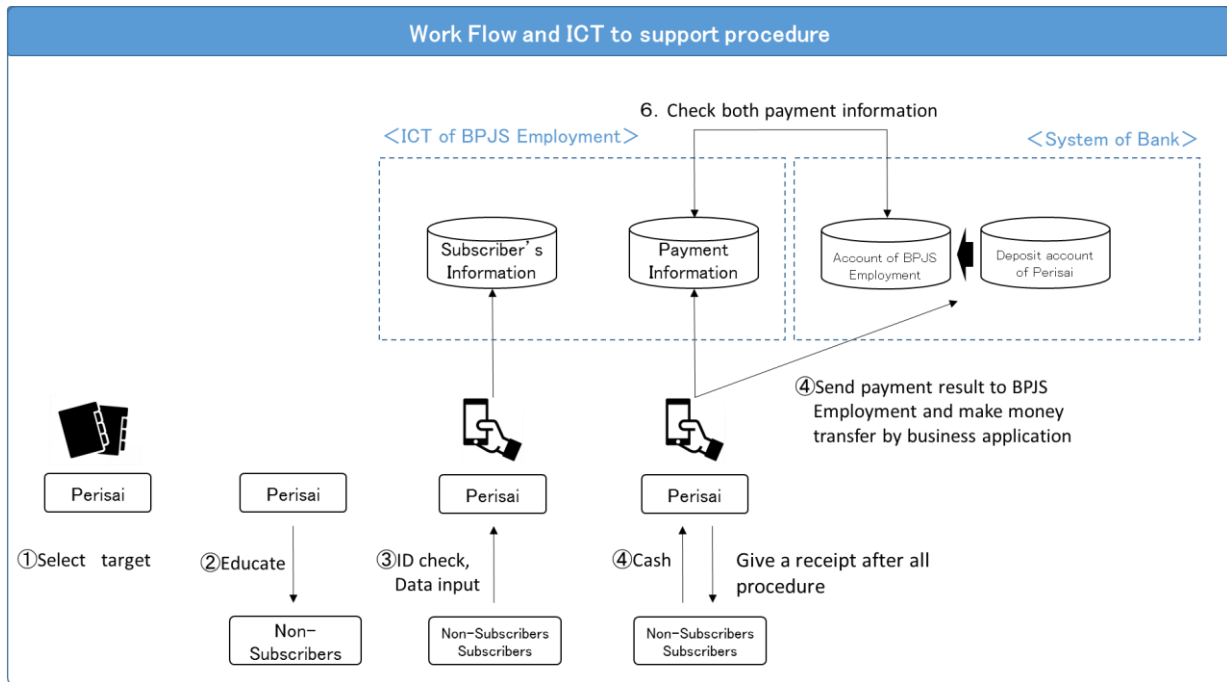 Work Flow and ICT to support procedure
６. Check both payment information
＜ICT of BPJS Employment＞
＜System of Bank＞
Subscriber’s
Information
Payment
Information
Account of BPJS
Employment
Deposit account
of Perisai
④Send payment result to BPJS
Employment and make money
transfer by business application
Perisai
Perisai
Perisai
Perisai
①Select target
②Educate
③ID check,
Data input
④Cash
Give a receipt after all
procedure
Non-
Subscribers
Non-Subscribers
Subscribers
Non-Subscribers
Subscribers